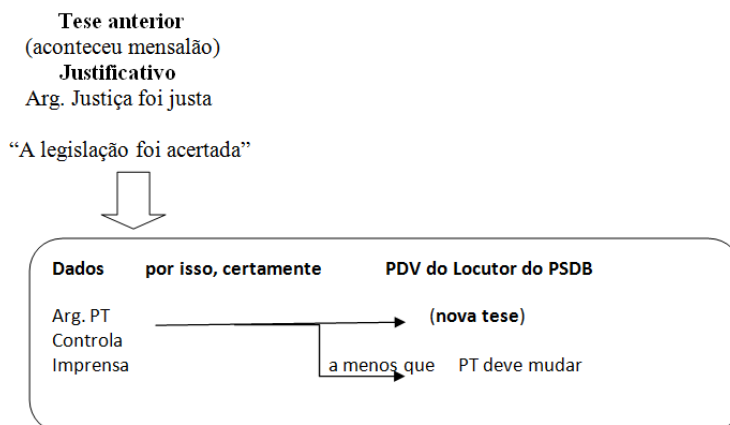 Tese anterior
(aconteceu mensalão)
Justificativo
Arg. Justiça foi justa
“A legislação foi acertada”
Dados por isso, certamente PDV do Locutor do PSDB
Arg. PT (nova tese)
Controla
Imprensa a menos que PT deve mudar